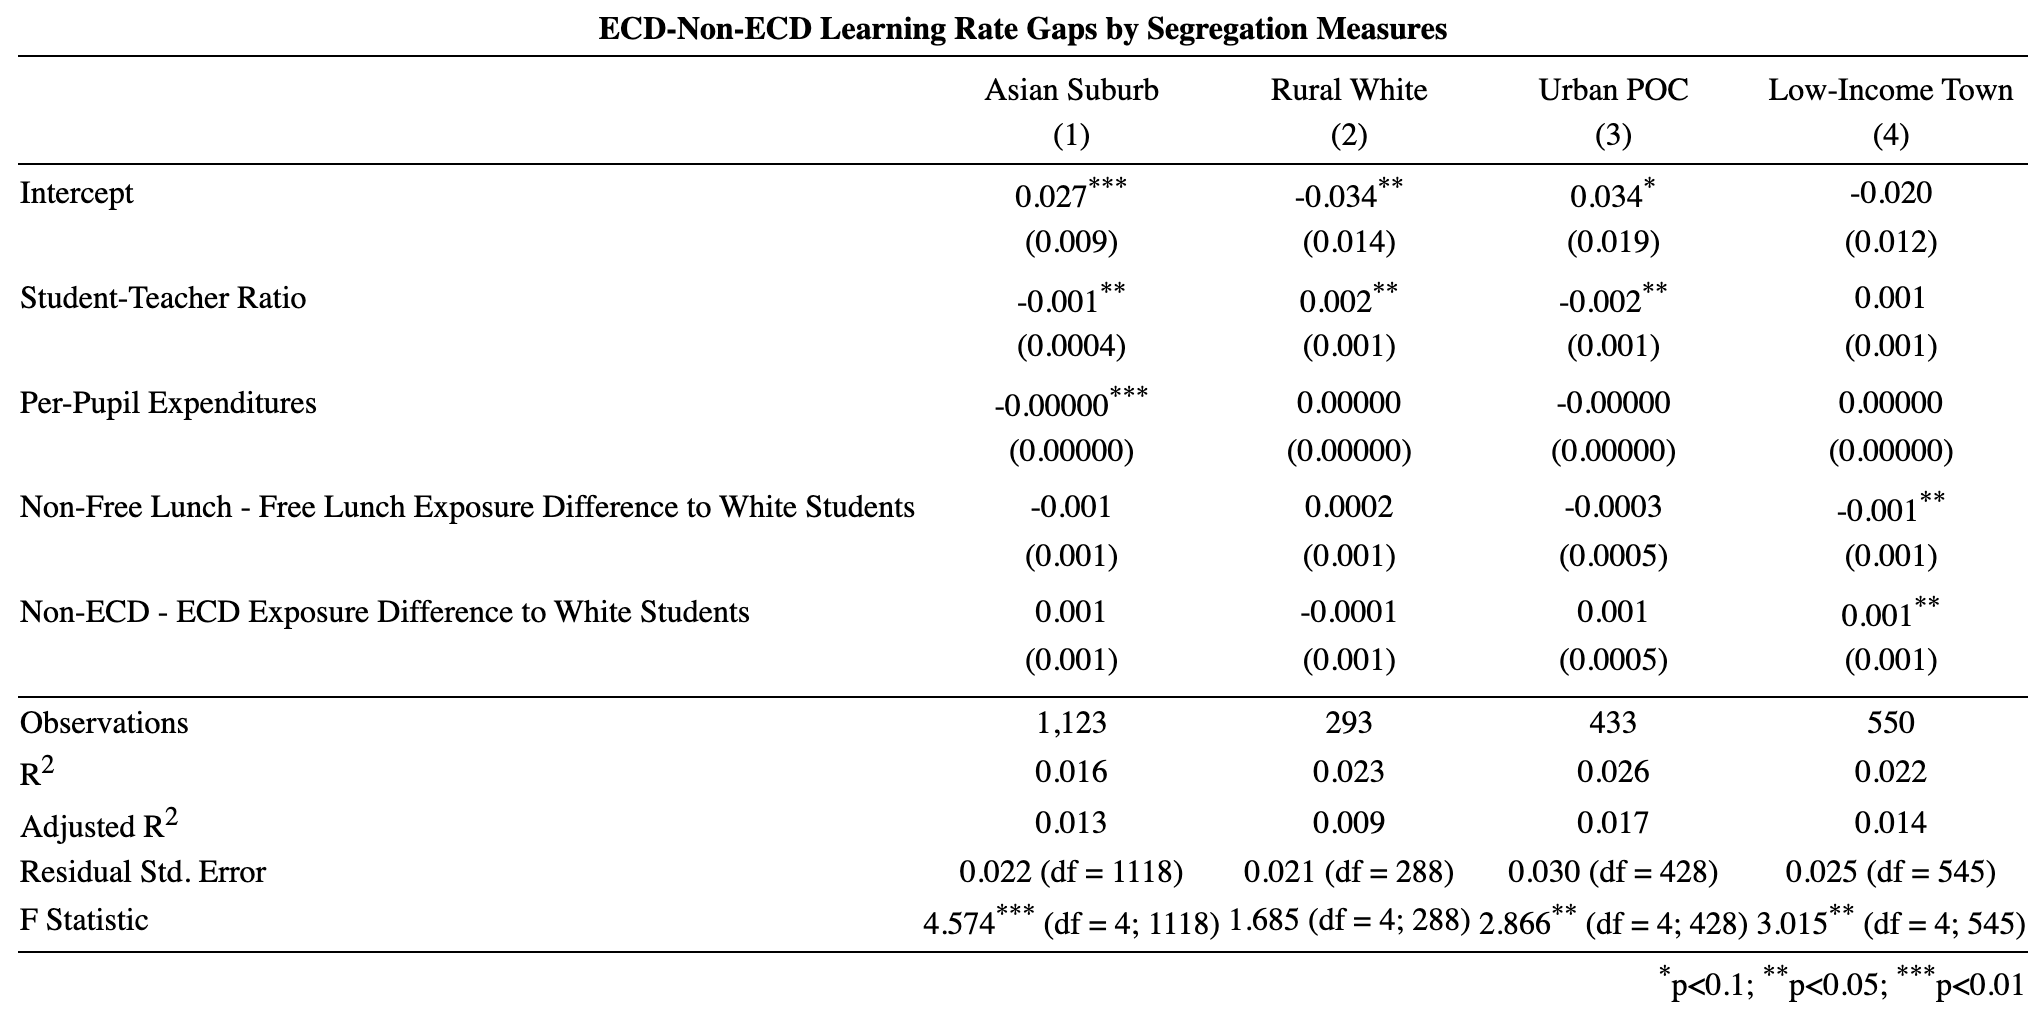 ECD-Non-ECD Learning Rate Gaps by Segregation Measures
Asian Suburb Rural White Urban POC Low-Income Town
(1) (2) (3) (4)
Intercept 0.027*** -0.034** 0.034* -0.020
(0.009) (0.014) (0.019) (0.012)
Student-Teacher Ratio -0.001** 0.002** -0.002** 0.001
(0.0004) (0.001) (0.001) (0.001)
Per-Pupil Expenditures -0.00000*** 0.00000 -0.00000 0.00000
(0.00000) (0.00000) (0.00000) (0.00000)
Non-Free Lunch - Free Lunch Exposure Difference to White Students -0.001 0.0002 -0.0003 -0.001**
(0.001) (0.001) (0.0005) (0.001)
Non-ECD - ECD Exposure Difference to White Students 0.001 -0.0001 0.001 0.001**
(0.001) (0.001) (0.0005) (0.001)
Observations 1,123 293 433 550
R2 0.016 0.023 0.026 0.022
Adjusted R2 0.013 0.009 0.017 0.014
Residual Std. Error 0.022 (df = 1118) 0.021 (df = 288) 0.030 (df = 428) 0.025 (df = 545)
F Statistic 4.574*** (df = 4; 1118) 1.685 (df = 4; 288) 2.866** (df = 4; 428) 3.015** (df = 4; 545)
*p<0.1; **p<0.05; ***p<0.01